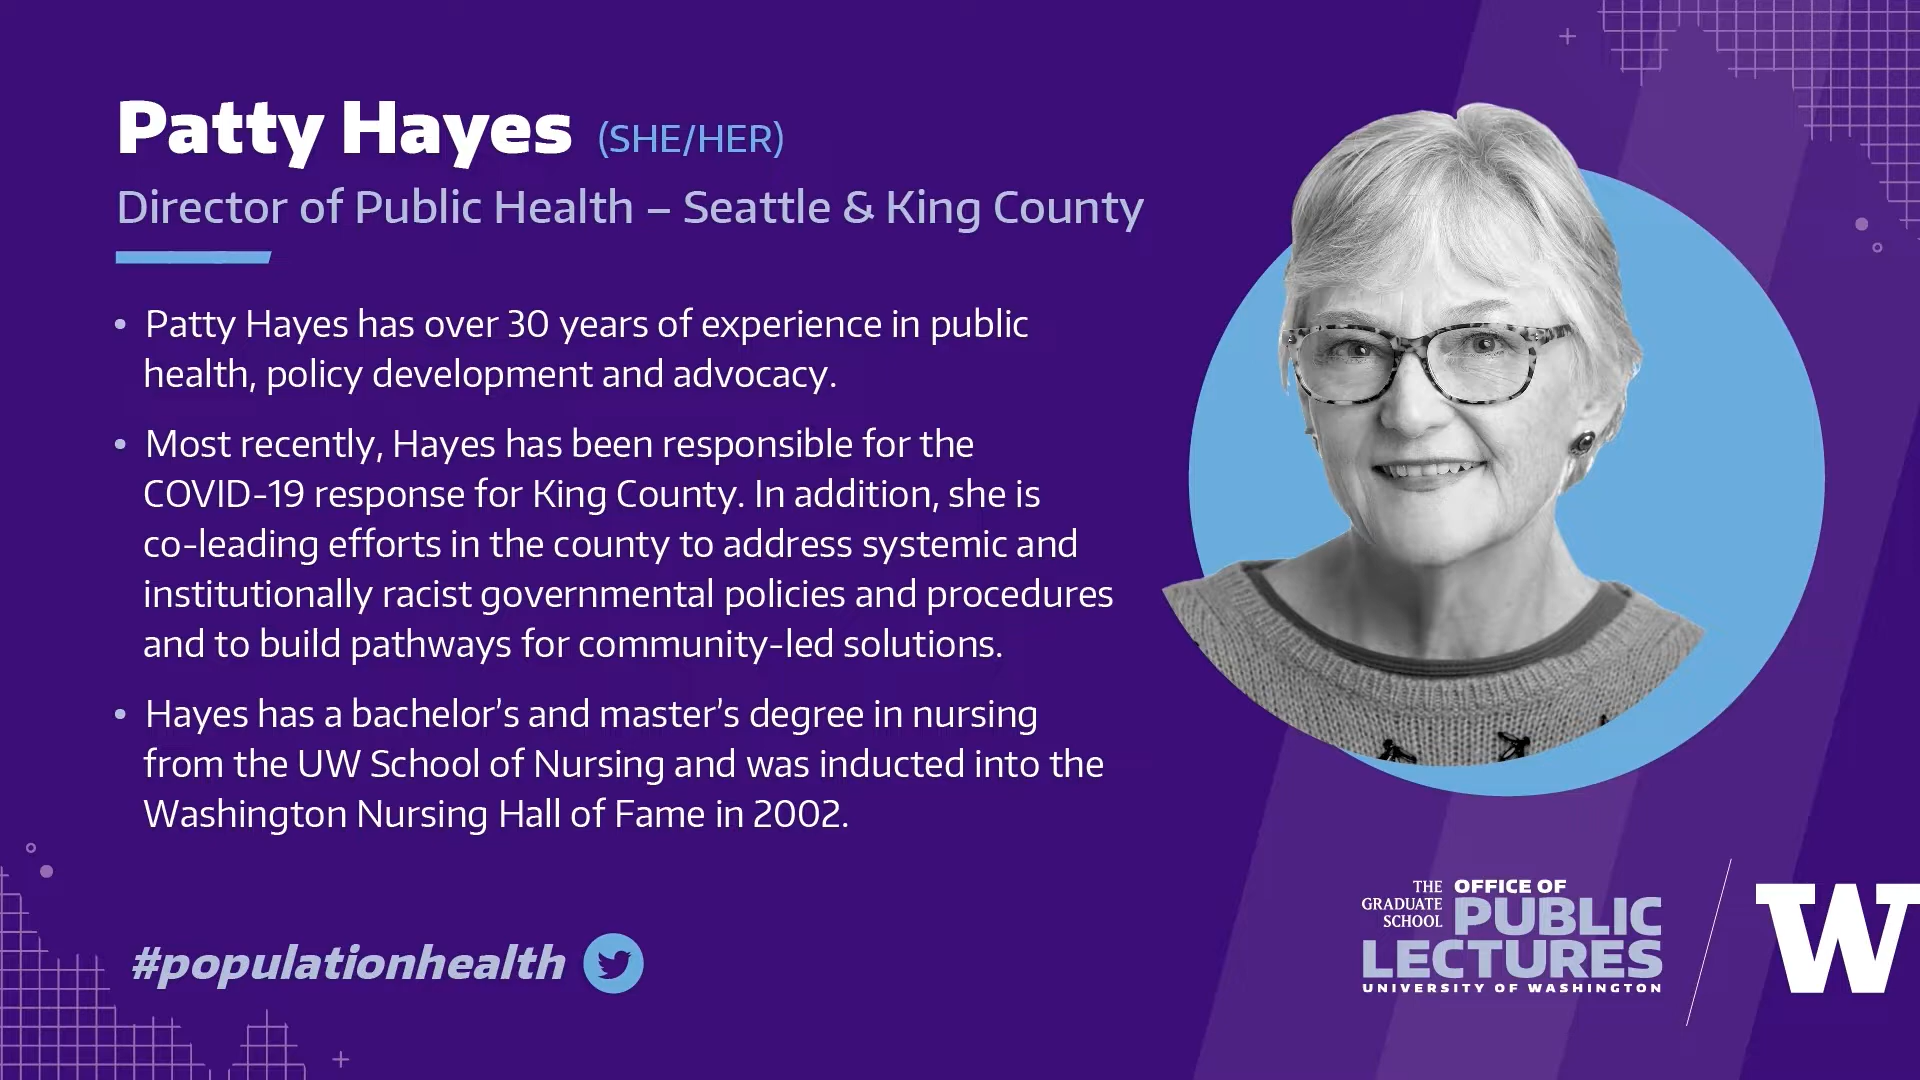 Patty Hayes (SHE/HER)
Director of Public Health – Seattle & King County
• Patty Hayes has over 30 years of experience in public
health, policy development and advocacy.
• Most recently, Hayes has been responsible for the
COVID-19 response for King County. In addition, she is
co-leading efforts in the county to address systemic and
institutionally racist governmental policies and procedures
and to build pathways for community-led solutions.
• Hayes has a bachelor’s and master’s degree in nursing
from the UW School of Nursing and was inducted into the
Washington Nursing Hall of Fame in 2002.
#populationhealth
THE
GRADUATE
SCHOOL
OFFICE OF
PUBLIC
LECTURES
UNIVERSITY OF WASHINGTON
W